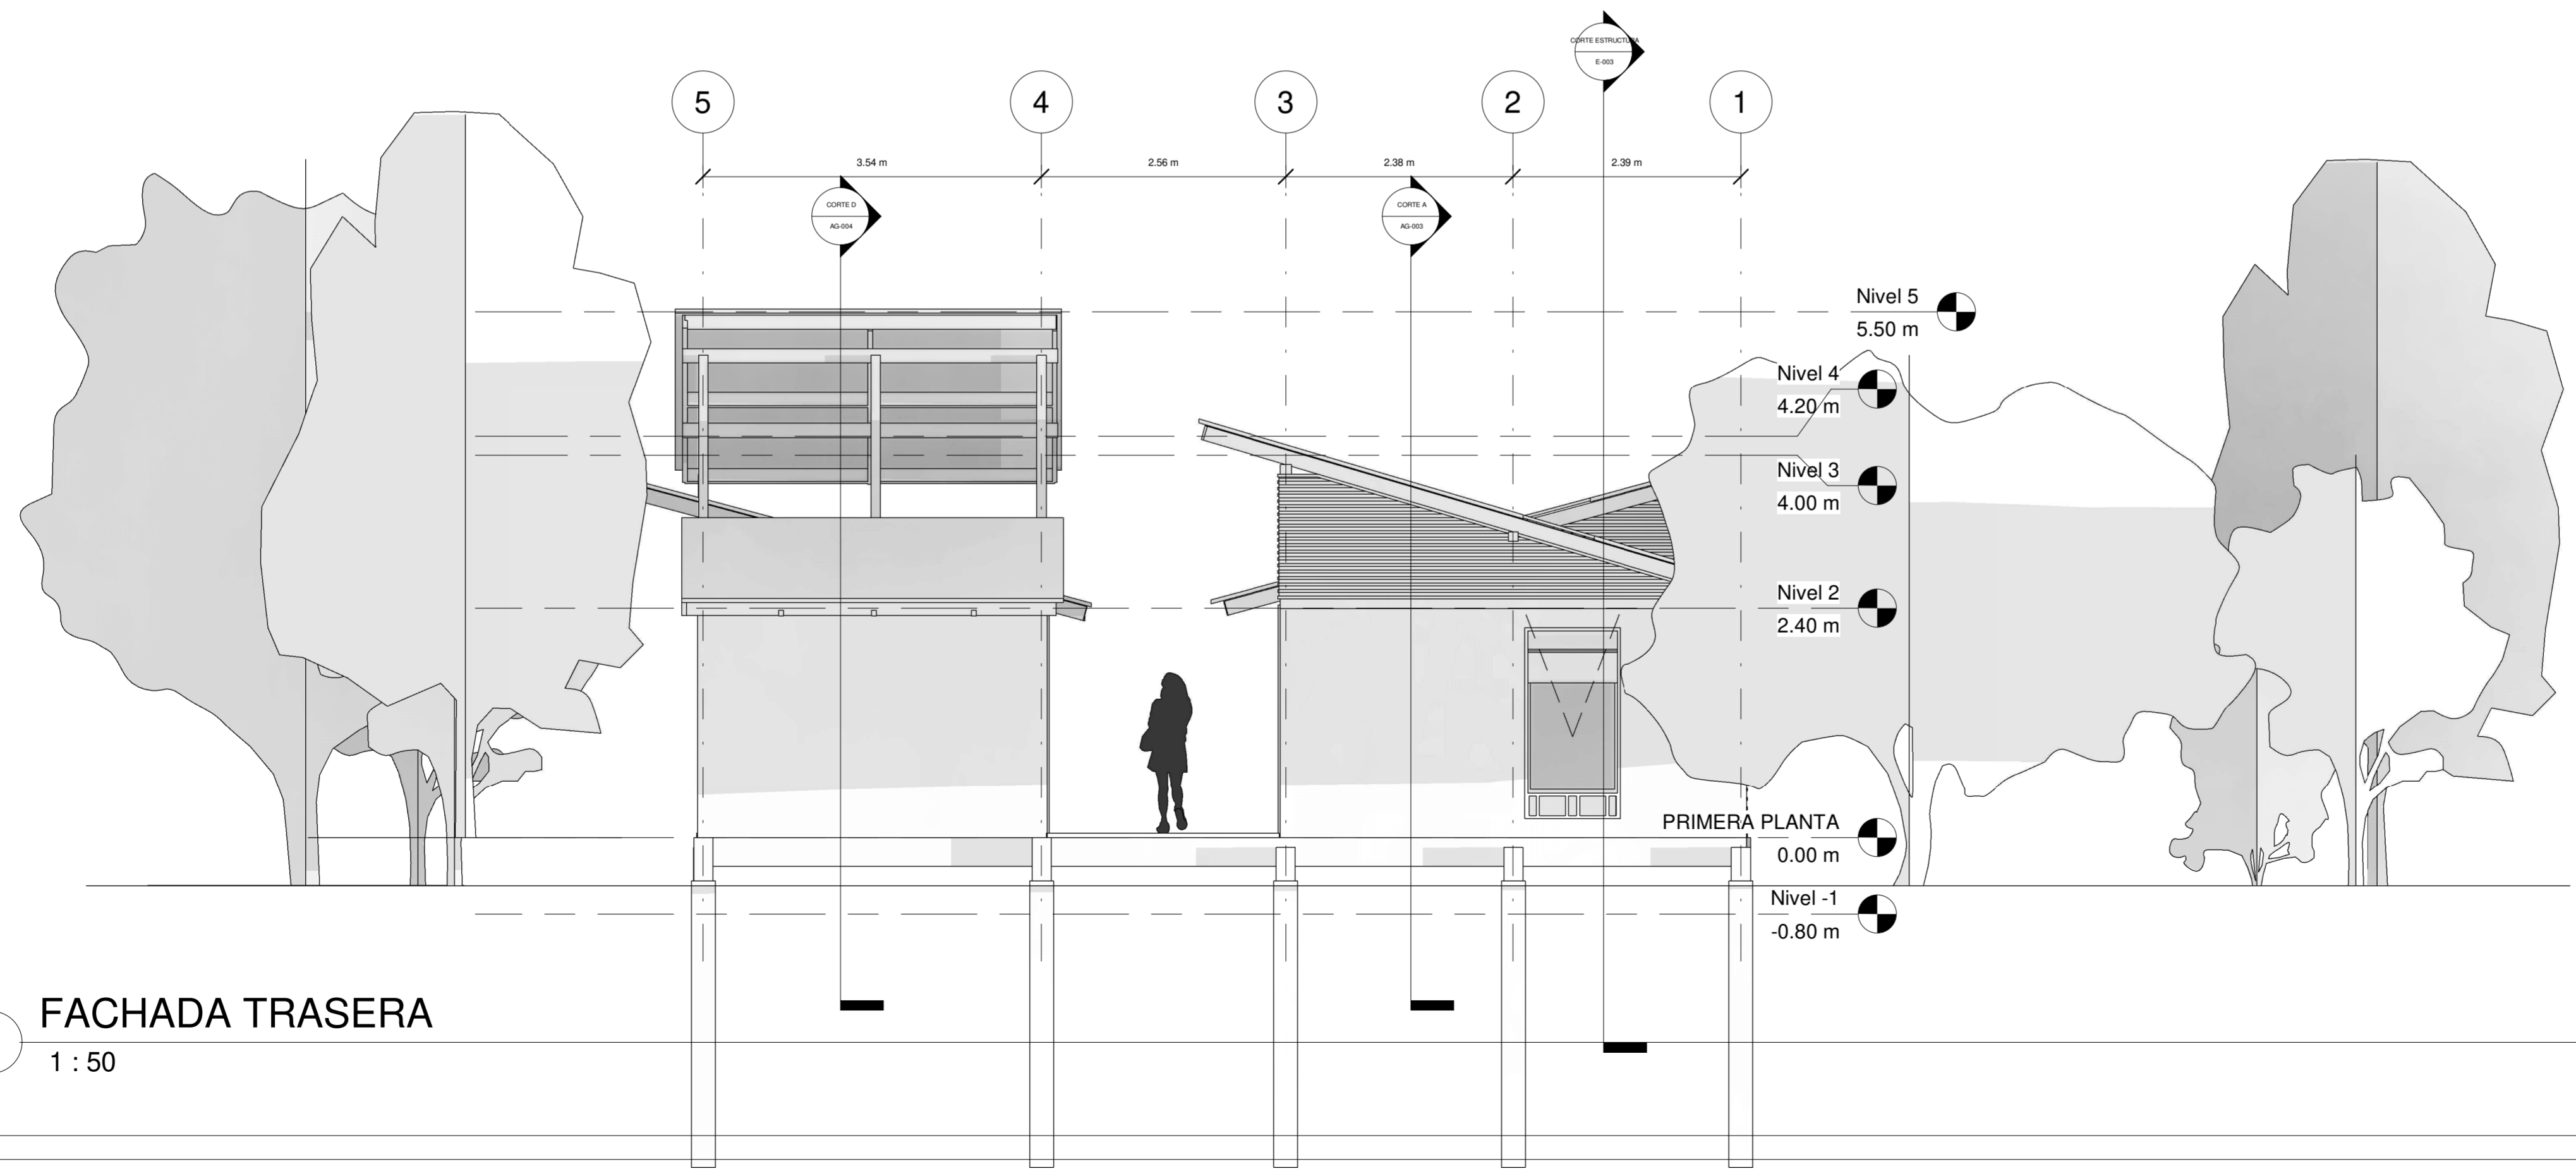 CORTE ESTRUCTURA
E-003
5
4
3
2
1
3.54 m
2.56 m
2.38 m
2.39 m
CORTE D
AG-004
CORTE A
AG-003
Nivel 5
5.50 m
Nivel 4
4.20 m
Nivel 3
4.00 m
Nivel 2
2.40 m
PRIMERA PLANTA
0.00 m
Nivel -1
-0.80 m
FACHADA TRASERA
1 : 50